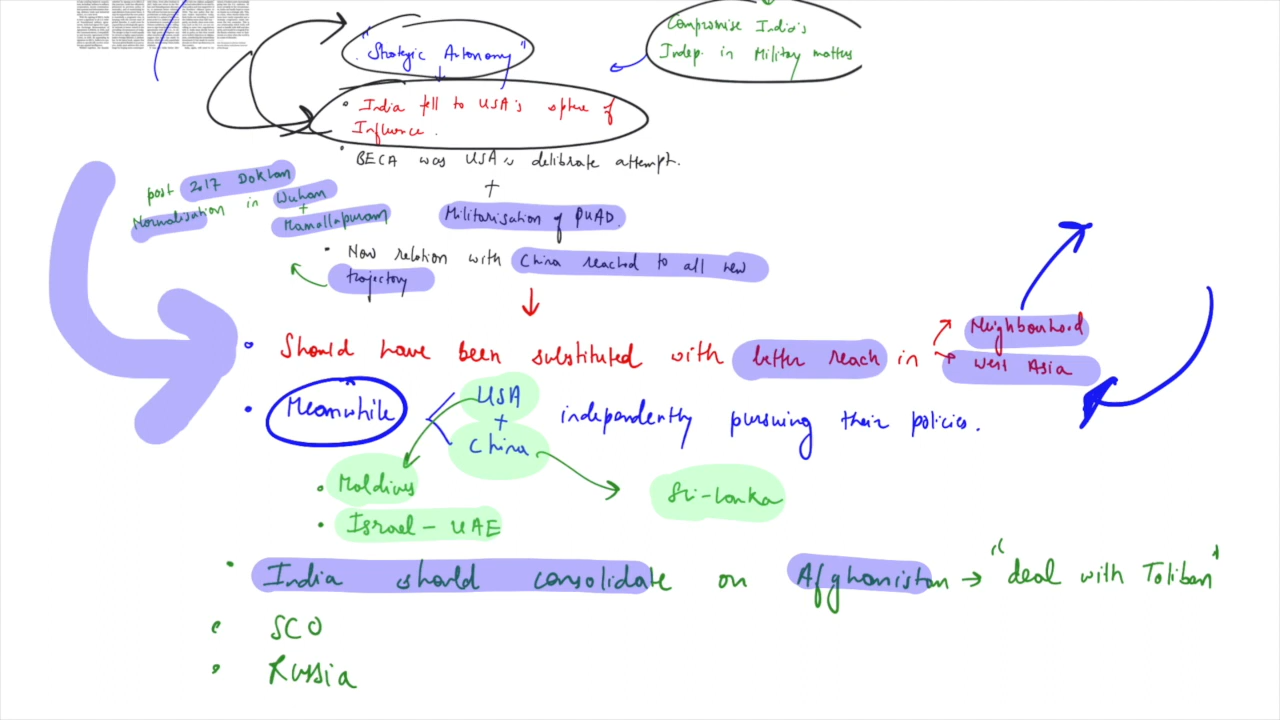 "Strategic Autonomy"
Compromise India's
Indep. in Military matters
• India fell to USA's sphere of
Influence.
• BECA was USA's delibrate attempt.
+
Militarisation of QUAD.
post 2017 Doklam
Normalisation in Wuhan
+
Mamallapuram
• Now relation with China reached to all new
trajectory
• Should have been substituted with better reach in
Neighbourhood
West Asia
• Meanwhile
USA
+
China
independently pursuing their policies.
• Maldives
Sri-Lanka
• Israel - UAE
• India should consolidate on Afghanistan → "deal with Taliban"
• SCO
• Russia